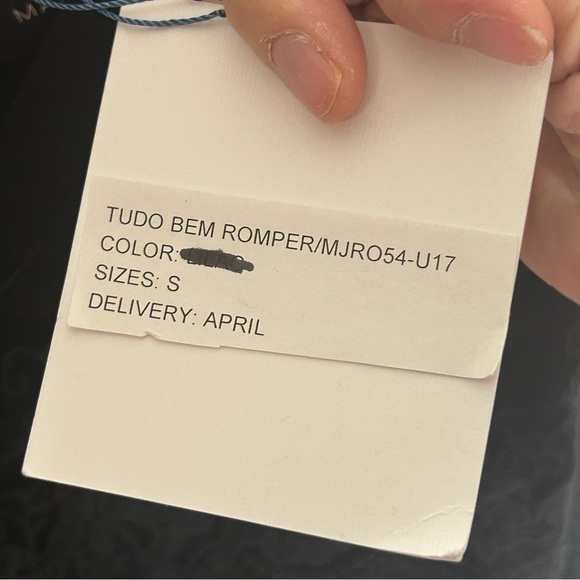 TUDO BEM ROMPER/MJRO54-U17
COLOR:
SIZES: S
DELIVERY: APRIL